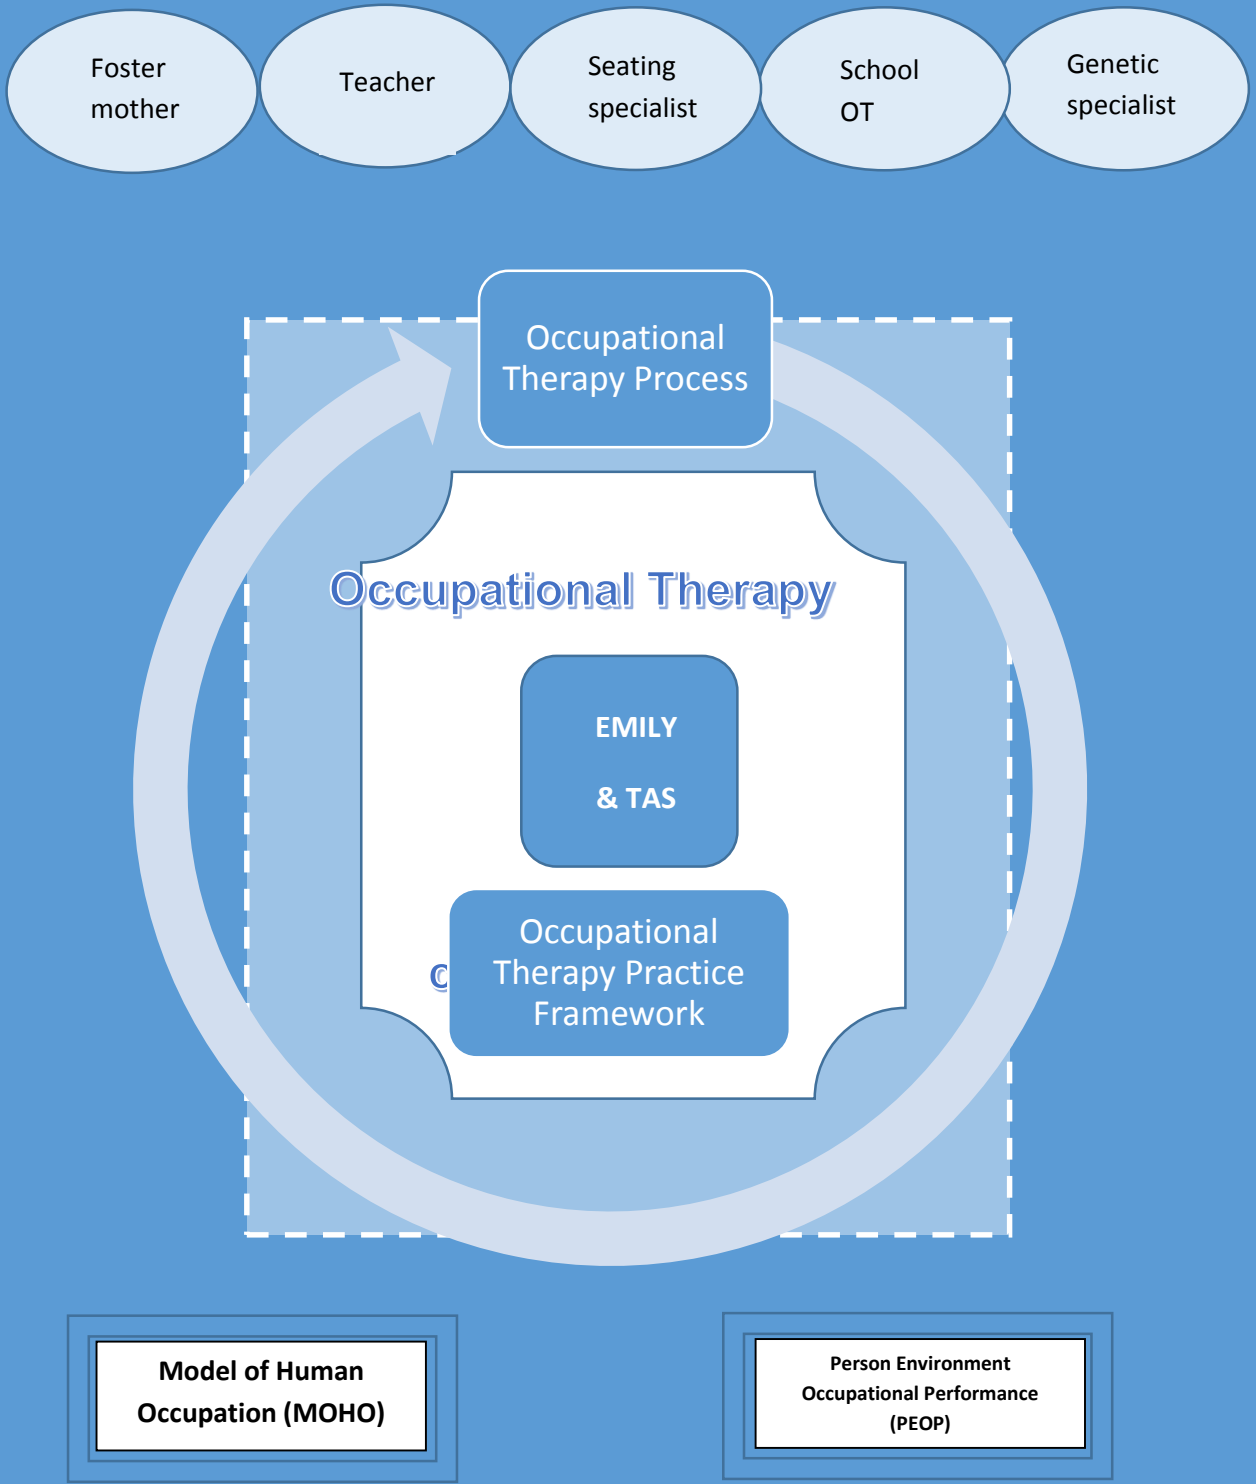 Foster
mother
Teacher
Seating
specialist
School
OT
Genetic
specialist
Occupational
Therapy Process
Occupational Therapy
EMILY
& TAS
Occupational
Therapy Practice
Framework
Model of Human
Occupation (MOHO)
Person Environment
Occupational Performance
(PEOP)